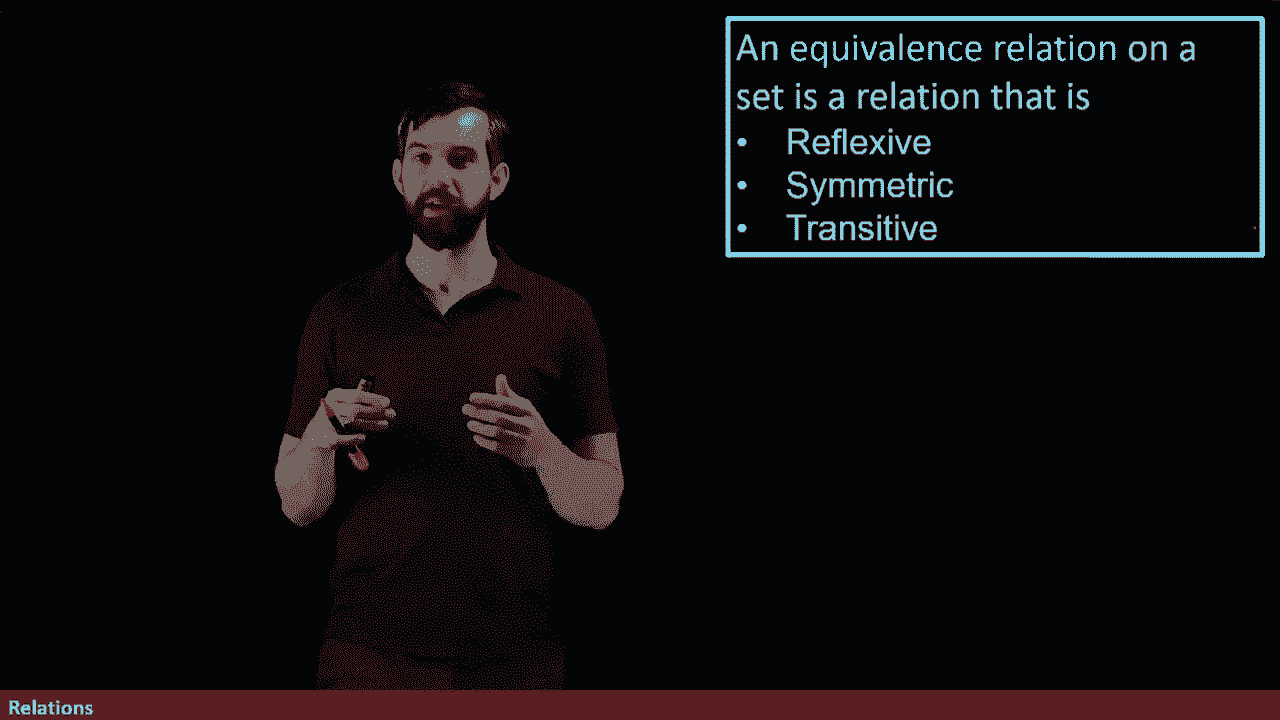 An equivalence relation on a
set is a relation that is
• Reflexive
• Symmetric
• Transitive
Relations